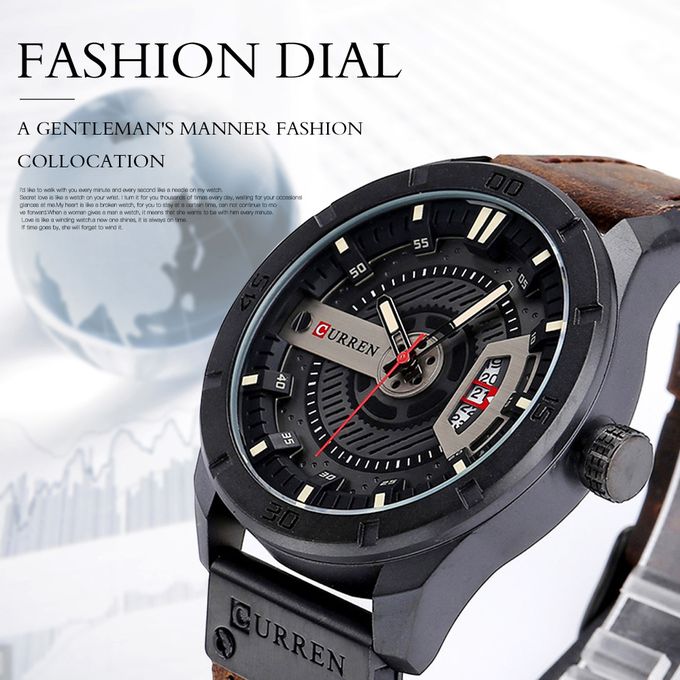 FASHION DIAL
A GENTLEMAN'S MANNER FASHION
COLLOCATION
I'd like to walk with you every minute and every second like a needle on my watch.
Secret love is like a watch on your wrist. I turn it for you thousands of times every day, waiting for your occasional
glances at me.My heart is like a broken watch, for you to stay at a certain time, can not continue to mo-
ve forward.When a woman gives a man a watch, it means that she wants to be with him every minute.
Love is like a winding watch.a new one shines, it is always on time.
If time goes by, she will forget to wind it.
00
55
50
05
45
CURREN
20
21
40
15
35
30
25
30
CURREN